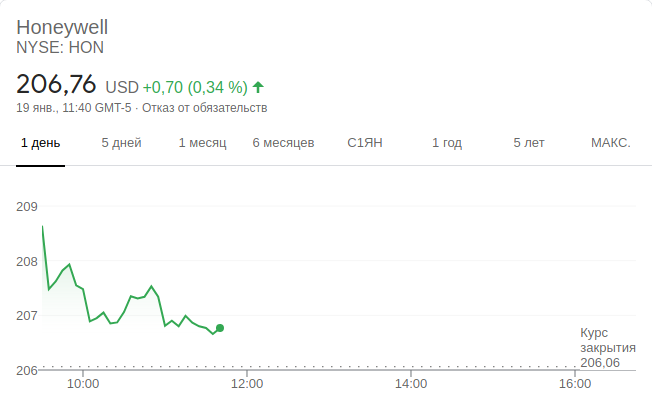 Honeywell
NYSE: HON
206,76 USD +0,70 (0,34 %)
19 янв., 11:40 GMT-5 · Отказ от обязательств
1 день 5 дней 1 месяц 6 месяцев С1ЯН 1 год 5 лет МАКС.
209
208
207
Курс
закрытия
206,06
206
10:00 12:00 14:00 16:00